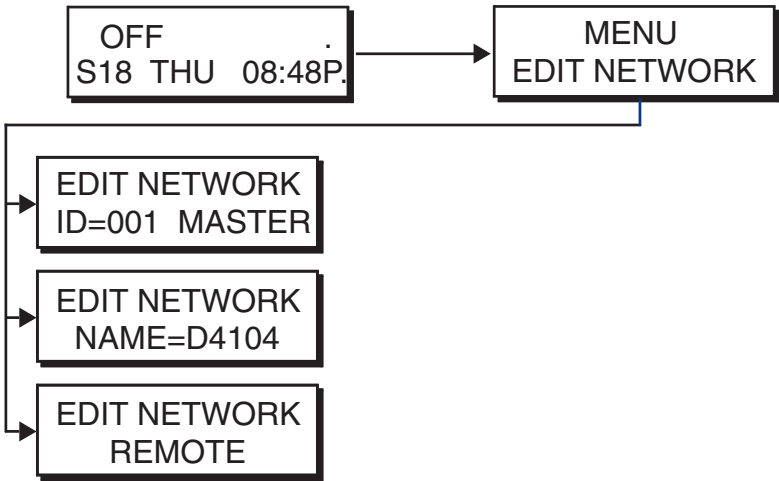 OFF .
S18 THU 08:48P.
MENU
EDIT NETWORK
EDIT NETWORK
ID=001 MASTER
EDIT NETWORK
NAME=D4104
EDIT NETWORK
REMOTE